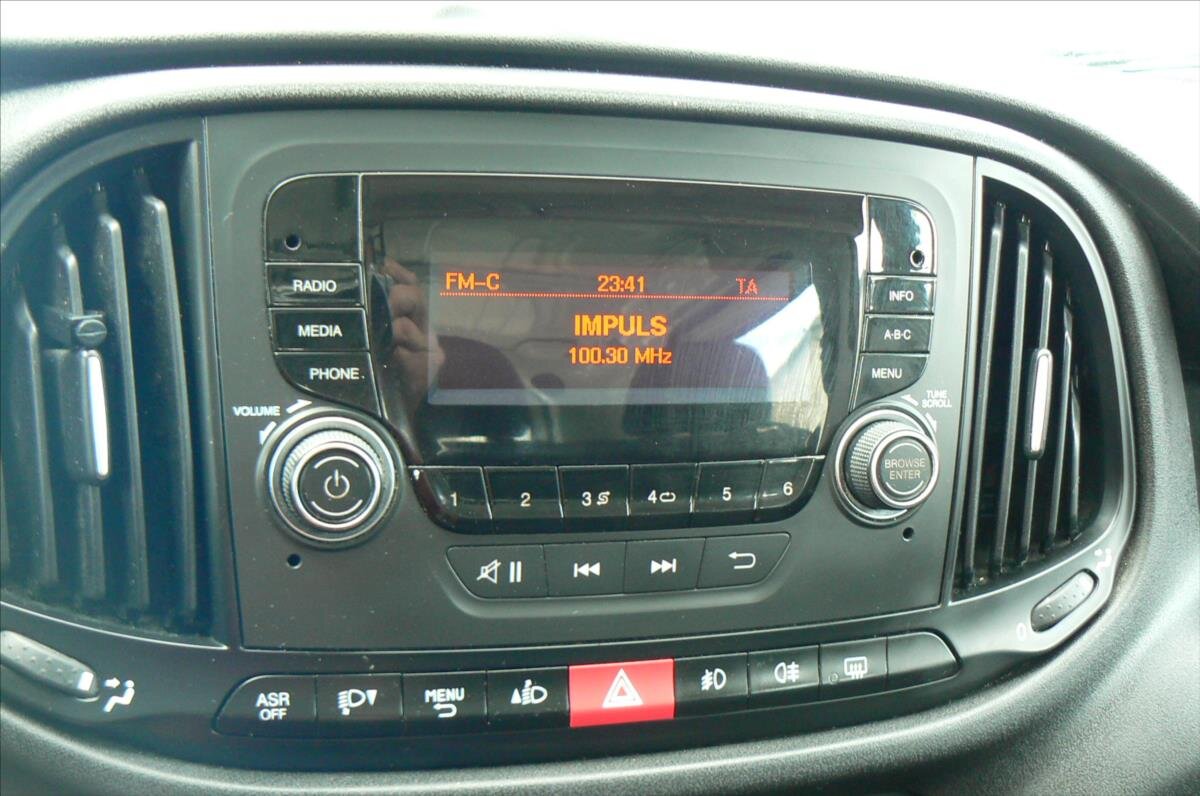 FM-C 23:41 TA
IMPULS
100.30 MHz
RADIO
MEDIA
PHONE
VOLUME
INFO
A-B-C
MENU
TUNE
SCROLL
BROWSE
ENTER
1 2 3 4 5 6
ASR
OFF
MENU
0